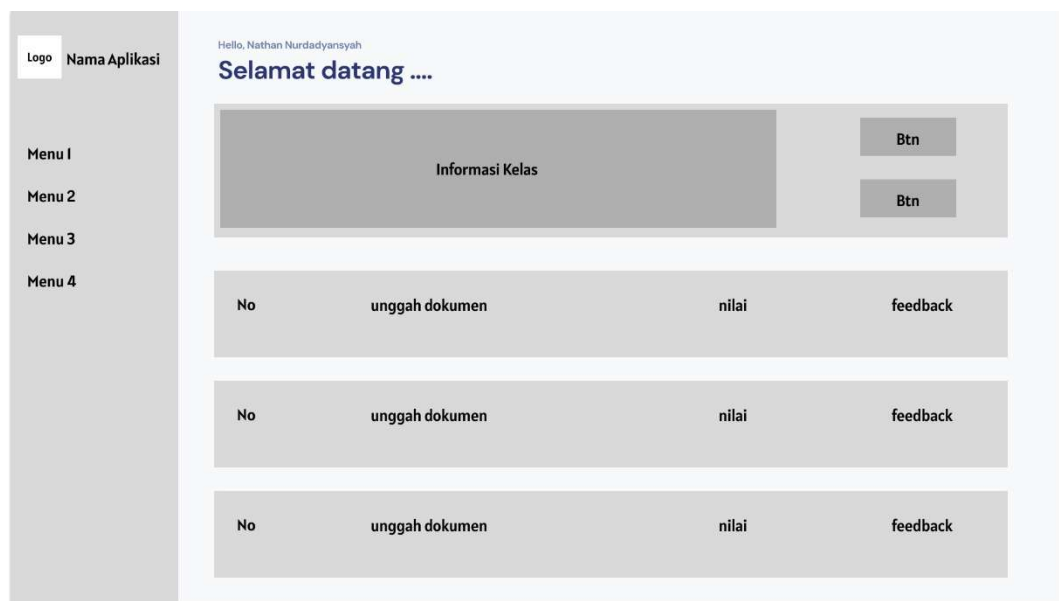 Logo Nama Aplikasi
Menu 1
Menu 2
Menu 3
Menu 4
Hello, Nathan Nurdadyansyah
Selamat datang ....
Informasi Kelas
Btn
Btn
No unggah dokumen nilai feedback
No unggah dokumen nilai feedback
No unggah dokumen nilai feedback